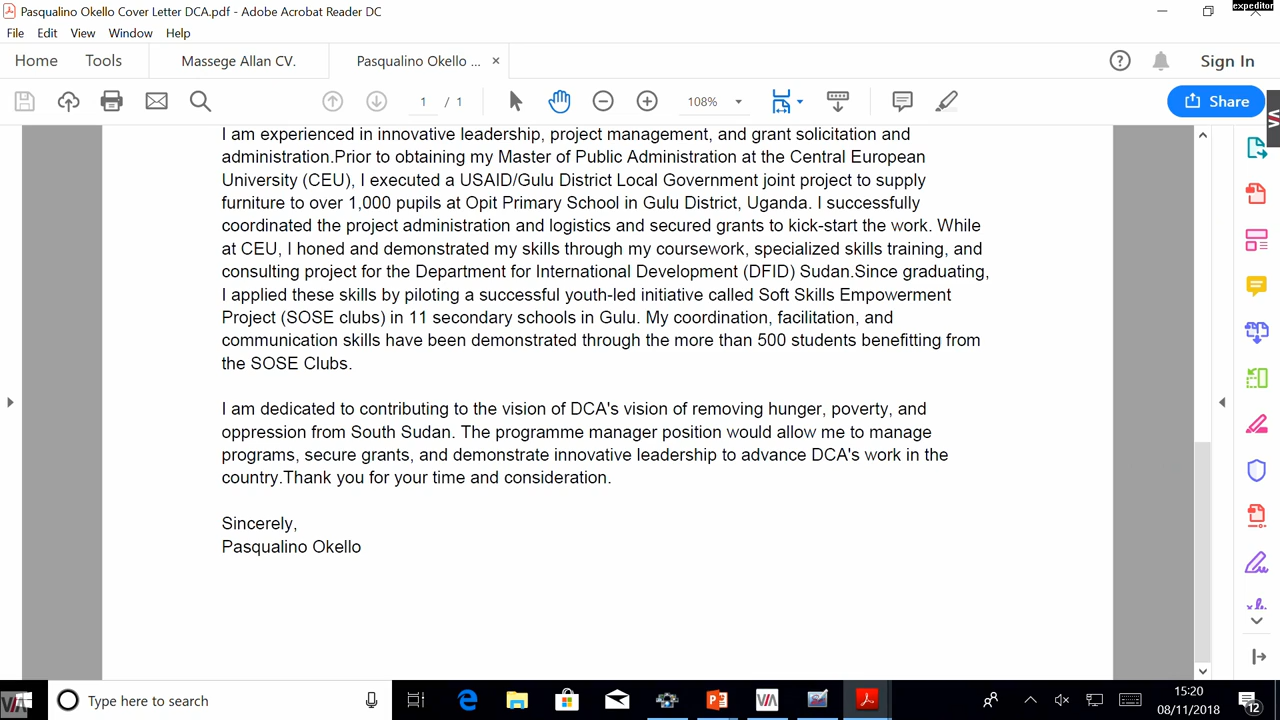 expeditor
Pasqualino Okello Cover Letter DCA.pdf - Adobe Acrobat Reader DC
File Edit View Window Help
Home Tools Massege Allan CV. Pasqualino Okello ... × Sign In
1 / 1 108% Share
I am experienced in innovative leadership, project management, and grant solicitation and
administration.Prior to obtaining my Master of Public Administration at the Central European
University (CEU), I executed a USAID/Gulu District Local Government joint project to supply
furniture to over 1,000 pupils at Opit Primary School in Gulu District, Uganda. I successfully
coordinated the project administration and logistics and secured grants to kick-start the work. While
at CEU, I honed and demonstrated my skills through my coursework, specialized skills training, and
consulting project for the Department for International Development (DFID) Sudan.Since graduating,
I applied these skills by piloting a successful youth-led initiative called Soft Skills Empowerment
Project (SOSE clubs) in 11 secondary schools in Gulu. My coordination, facilitation, and
communication skills have been demonstrated through the more than 500 students benefitting from
the SOSE Clubs.
I am dedicated to contributing to the vision of DCA's vision of removing hunger, poverty, and
oppression from South Sudan. The programme manager position would allow me to manage
programs, secure grants, and demonstrate innovative leadership to advance DCA's work in the
country.Thank you for your time and consideration.
Sincerely,
Pasqualino Okello
Type here to search
15:20
08/11/2018
12